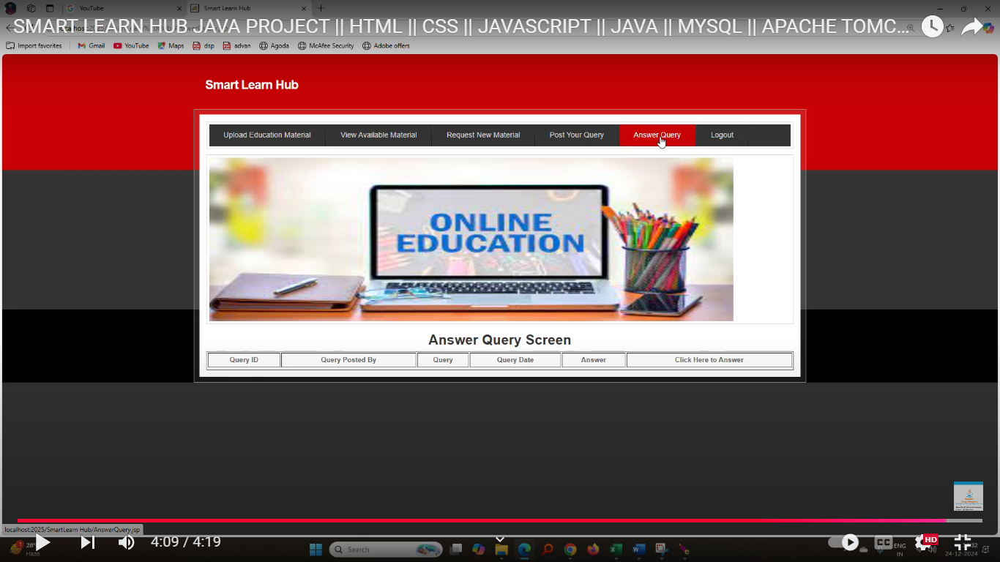 YouTube
Smart Learn Hub
SMART LEARN HUB JAVA PROJECT || HTML || CSS || JAVASCRIPT || JAVA || MYSQL || APACHE TOMC...
Import favorites
Gmail
YouTube
Maps
dsp
advan
Agoda
McAfee Security
Adobe offers
Smart Learn Hub
Upload Education Material
View Available Material
Request New Material
Post Your Query
Answer Query
Logout
ONLINE
EDUCATION
Answer Query Screen
Query ID
Query Posted By
Query
Query Date
Answer
Click Here to Answer
localhost:2025/SmartLearn Hub/AnswerQuery.jsp
28°
Haze
4:09 / 4:19
Search
CC
HD
ENG
IN
24-12-2024